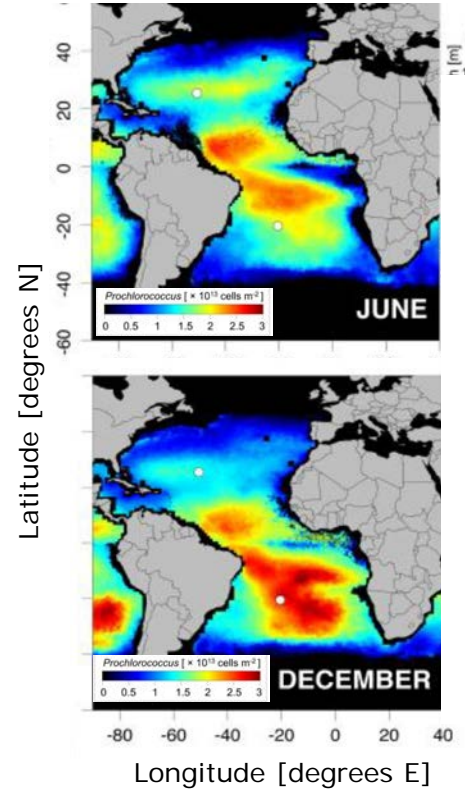 n [m]
40
20
0
-20
-40
-60
Prochlorococcus [ × 10¹³ cells m⁻² ]
0 0.5 1 1.5 2 2.5 3
JUNE
Latitude [degrees N]
Prochlorococcus [ × 10¹³ cells m⁻² ]
0 0.5 1 1.5 2 2.5 3
DECEMBER
-80 -60 -40 -20 0 20 40
Longitude [degrees E]